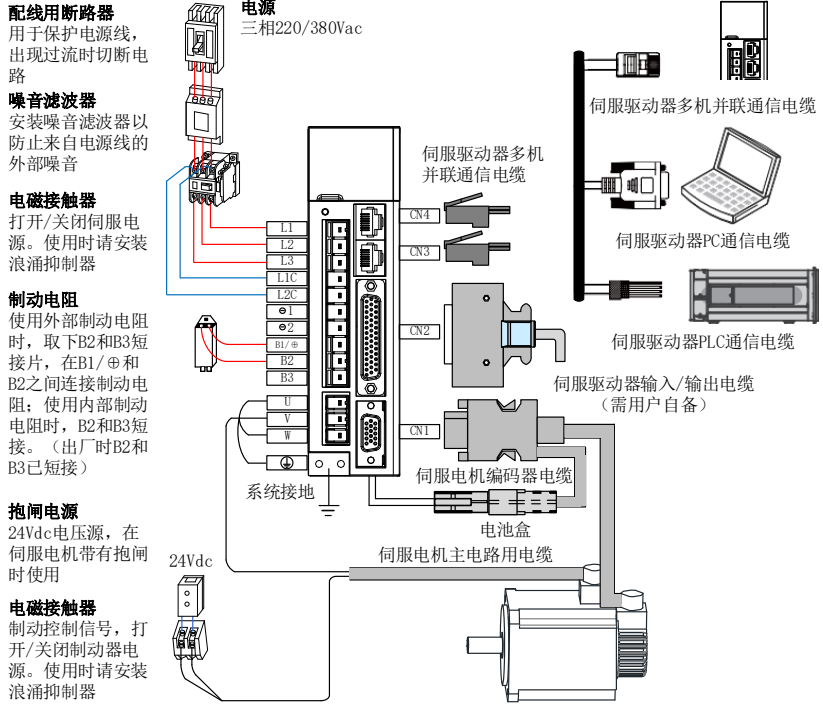 配线用断路器
用于保护电源线，
出现过流时切断电
路
噪音滤波器
安装噪音滤波器以
防止来自电源线的
外部噪音
电磁接触器
打开/关闭伺服电
源。使用时请安装
浪涌抑制器
制动电阻
使用外部制动电阻
时，取下B2和B3短
接片，在B1/⊕和
B2之间连接制动电
阻；使用内部制动
电阻时，B2和B3短
接。（出厂时B2和
B3已短接）
抱闸电源
24Vdc电压源，在
伺服电机带有抱闸
时使用
电磁接触器
制动控制信号，打
开/关闭制动器电
源。使用时请安装
浪涌抑制器
电源
三相220/380Vac
L1
L2
L3
L1C
L2C
⊖1
⊖2
B1/⊕
B2
B3
U
V
W
系统接地
24Vdc
CN4
CN3
CN2
CN1
伺服驱动器多机
并联通信电缆
伺服驱动器多机并联通信电缆
伺服驱动器PC通信电缆
伺服驱动器PLC通信电缆
伺服驱动器输入/输出电缆
（需用户自备）
伺服电机编码器电缆
电池盒
伺服电机主电路用电缆